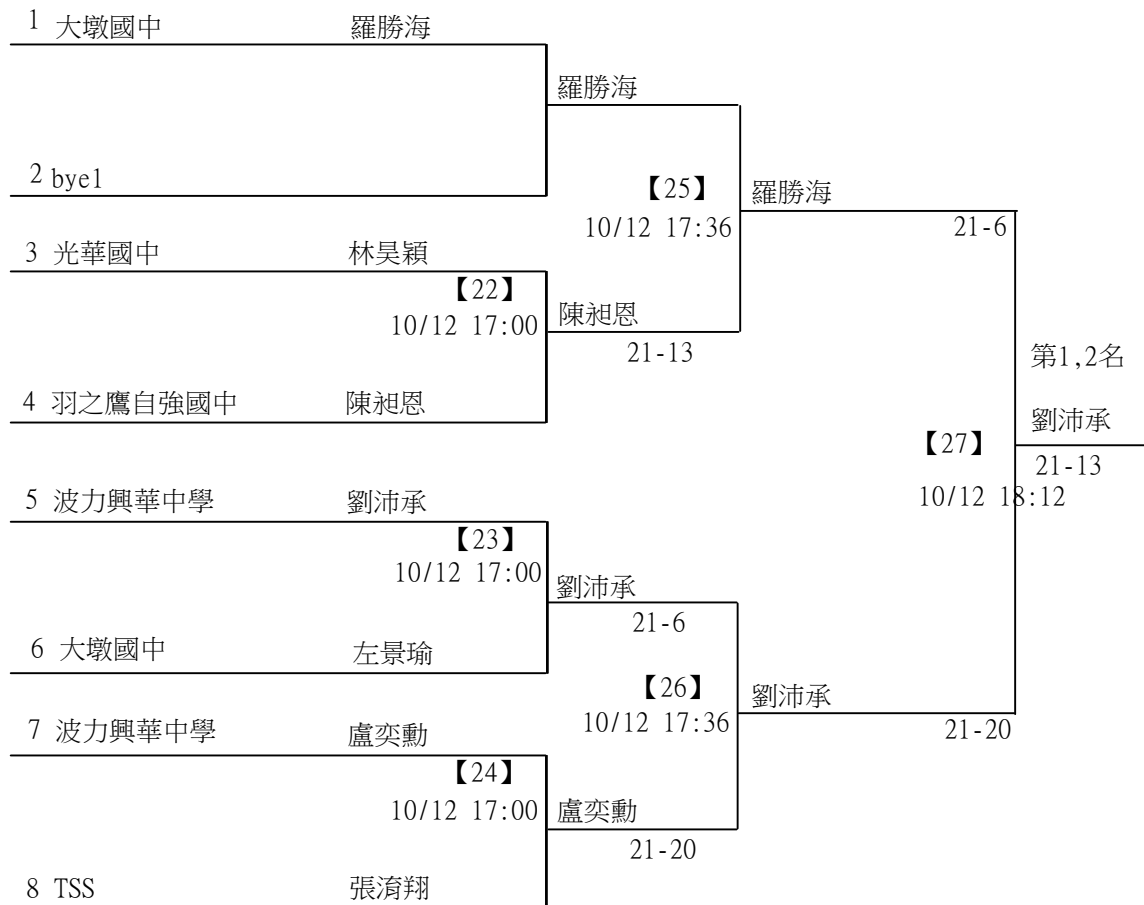 1 大墩國中 羅勝海
羅勝海
2 bye1
【25】
羅勝海
10/12 17:36
21-6
3 光華國中 林昊穎
【22】
10/12 17:00
陳昶恩
21-13
第1,2名
4 羽之鷹自強國中 陳昶恩
劉沛承
【27】
21-13
10/12 18:12
5 波力興華中學 劉沛承
【23】
10/12 17:00
劉沛承
21-6
6 大墩國中 左景瑜
【26】
劉沛承
10/12 17:36
21-20
7 波力興華中學 盧奕勳
【24】
10/12 17:00
盧奕勳
21-20
8 TSS 張淯翔